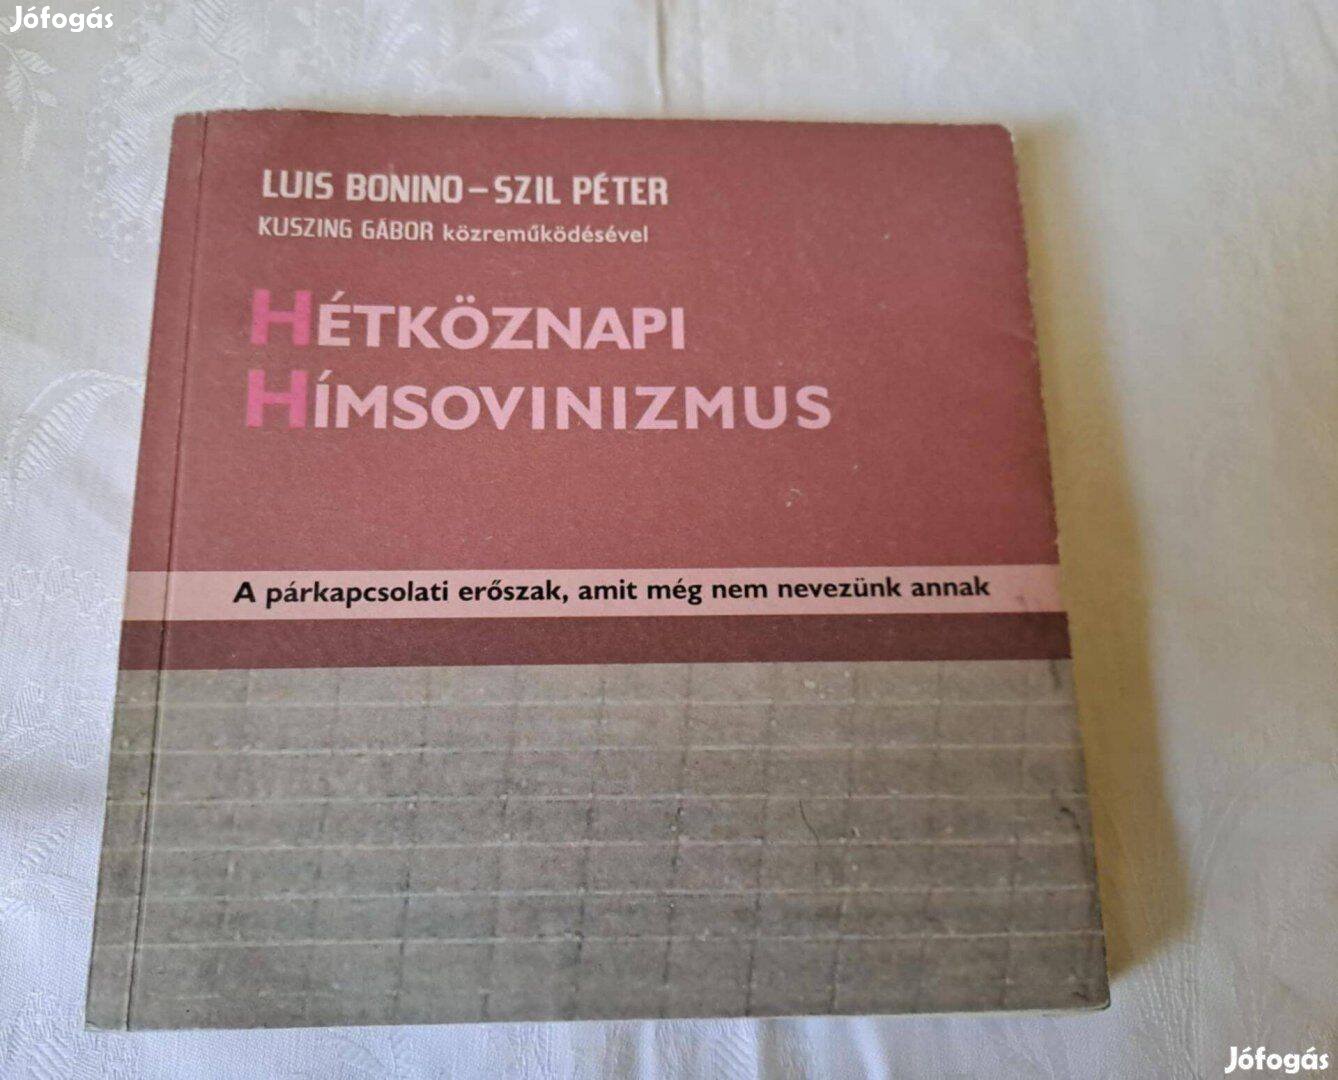 Jófogás
LUIS BONINO – SZIL PÉTER
KUSZING GÁBOR közreműködésével
HÉTKÖZNAPI
HÍMSOVINIZMUS
A párkapcsolati erőszak, amit még nem nevezünk annak
Jófogás